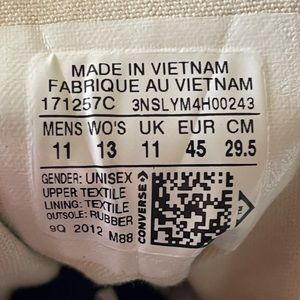 MADE IN VIETNAM
FABRIQUE AU VIETNAM
171257C 3NSLYM4H00243
MENS WO'S UK EUR CM
11 13 11 45 29.5
GENDER: UNISEX
UPPER TEXTILE
LINING: TEXTILE
OUTSOLE: RUBBER
9Q 2012 M88
CONVERSE